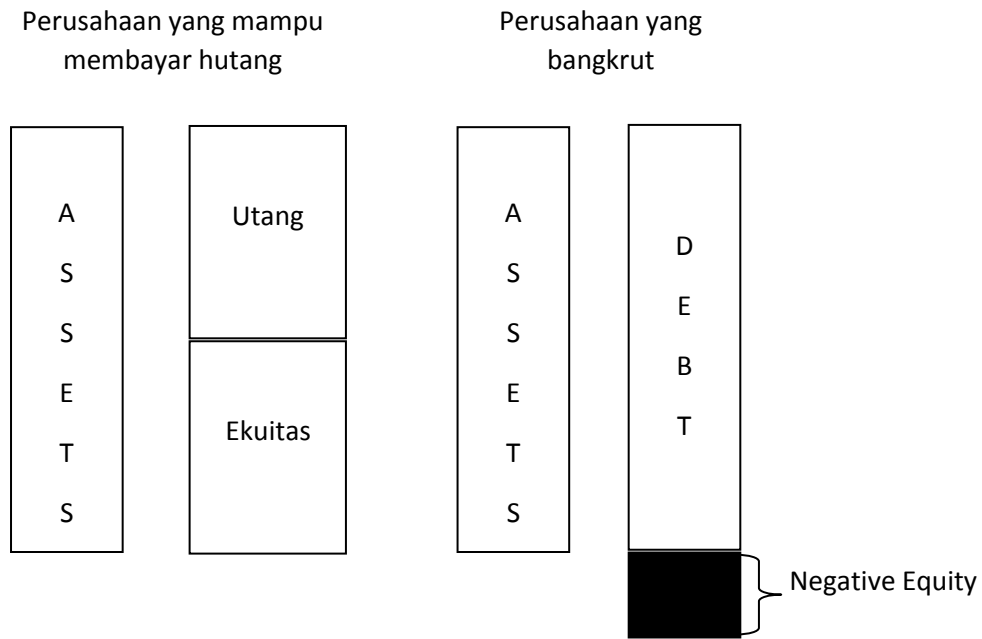 Perusahaan yang mampu
membayar hutang
Perusahaan yang
bangkrut
A
S
S
E
T
S
Utang
Ekuitas
A
S
S
E
T
S
D
E
B
T
Negative Equity